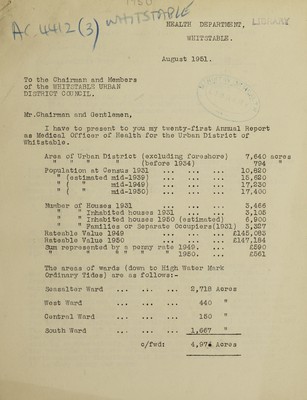 AC 4412 (3) WHITSTABLE
HEALTH DEPARTMENT,
LIBRARY
WHITSTABLE.
August 1951.
To the Chairman and Members
of the WHITSTABLE URBAN
DISTRICT COUNCIL.
Mr.Chairman and Gentlemen,
I have to present to you my twenty-first Annual Report
as Medical Officer of Health for the Urban District of
Whitstable.
Area of Urban District (excluding foreshore) 7,640 acres
" " " (before 1934) 794 "
Population at Census 1931 ... ... ... 10,820
" (estimated mid-1939) ... ... ... 15,620
" ( " mid-1949) ... ... ... 17,230
" ( " mid-1950) ... ... ... 17,400
Number of Houses 1931 ... ... ... 3,466
" " Inhabited houses 1931 ... ... 3,105
" " Inhabited houses 1950 (estimated) 6,900
" " Families or Separate Occupiers(1931) 3,327
Rateable Value 1949 ... ... ... £145,083
Rateable Value 1950 ... ... ... £147,184
Sum represented by a penny rate 1949. ... £590
" " " " " " 1950. ... £561
The areas of wards (down to High Water Mark
Ordinary Tides) are as follows:-
Seasalter Ward ... ... ... 2,718 Acres
West Ward ... ... ... 440 "
Central Ward ... ... ... 150 "
South Ward ... ... ... 1,667 "
c/fwd: 4,975 Acres